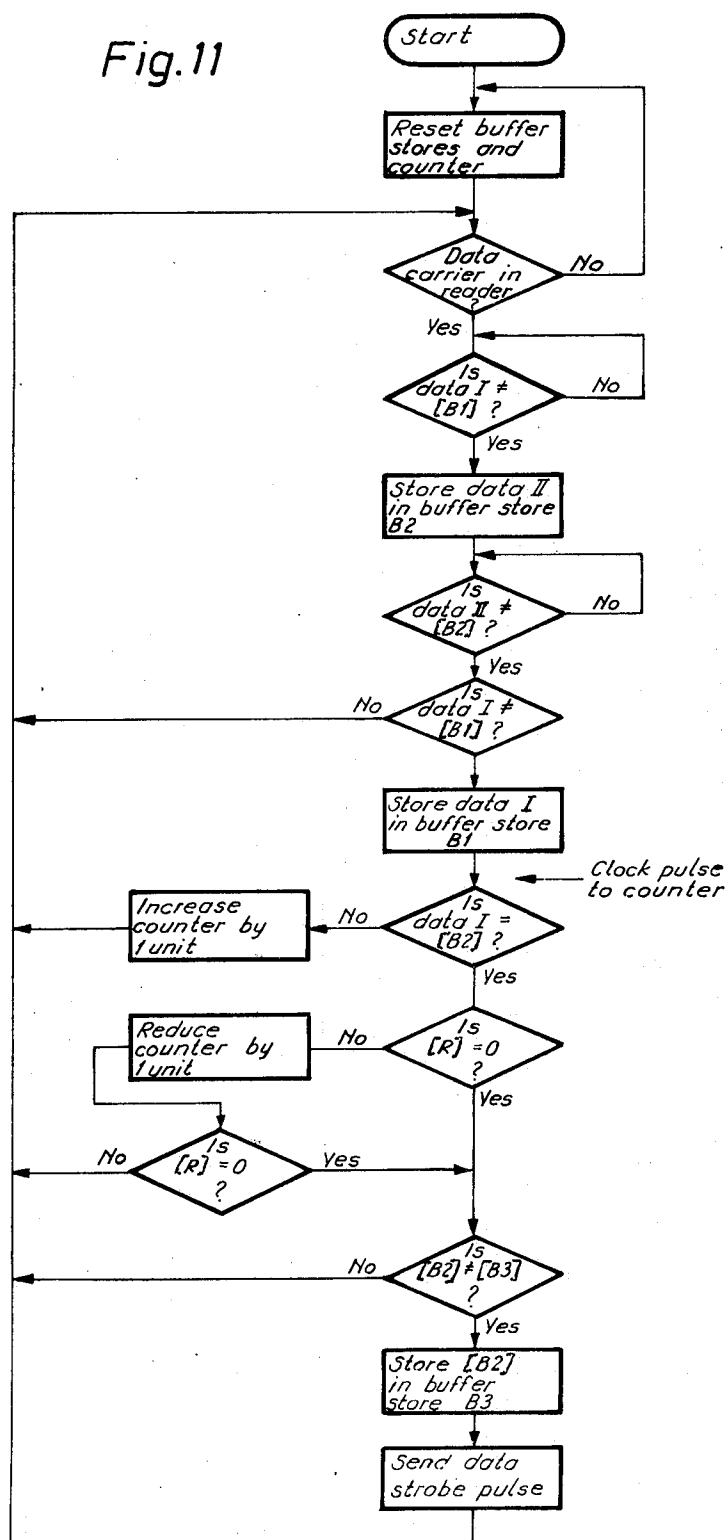 Fig. 11
Start
Reset buffer
stores and
counter
Data
carrier in
reader
?
No
Yes
Is
data I ≠
[B1] ?
No
Yes
Store data II
in buffer store
B2
Is
data II ≠
[B2] ?
No
Yes
Is
data I ≠
[B1] ?
No
Store data I
in buffer store
B1
Clock pulse
to counter
Is
data I =
[B2] ?
No
Increase
counter by
1 unit
Yes
Is
[R] = 0
?
No
Reduce
counter by
1 unit
Yes
Is
[R] = 0
?
No
Yes
Is
[B2] ≠ [B3]
?
No
Yes
Store [B2]
in buffer
store B3
Send data
strobe pulse